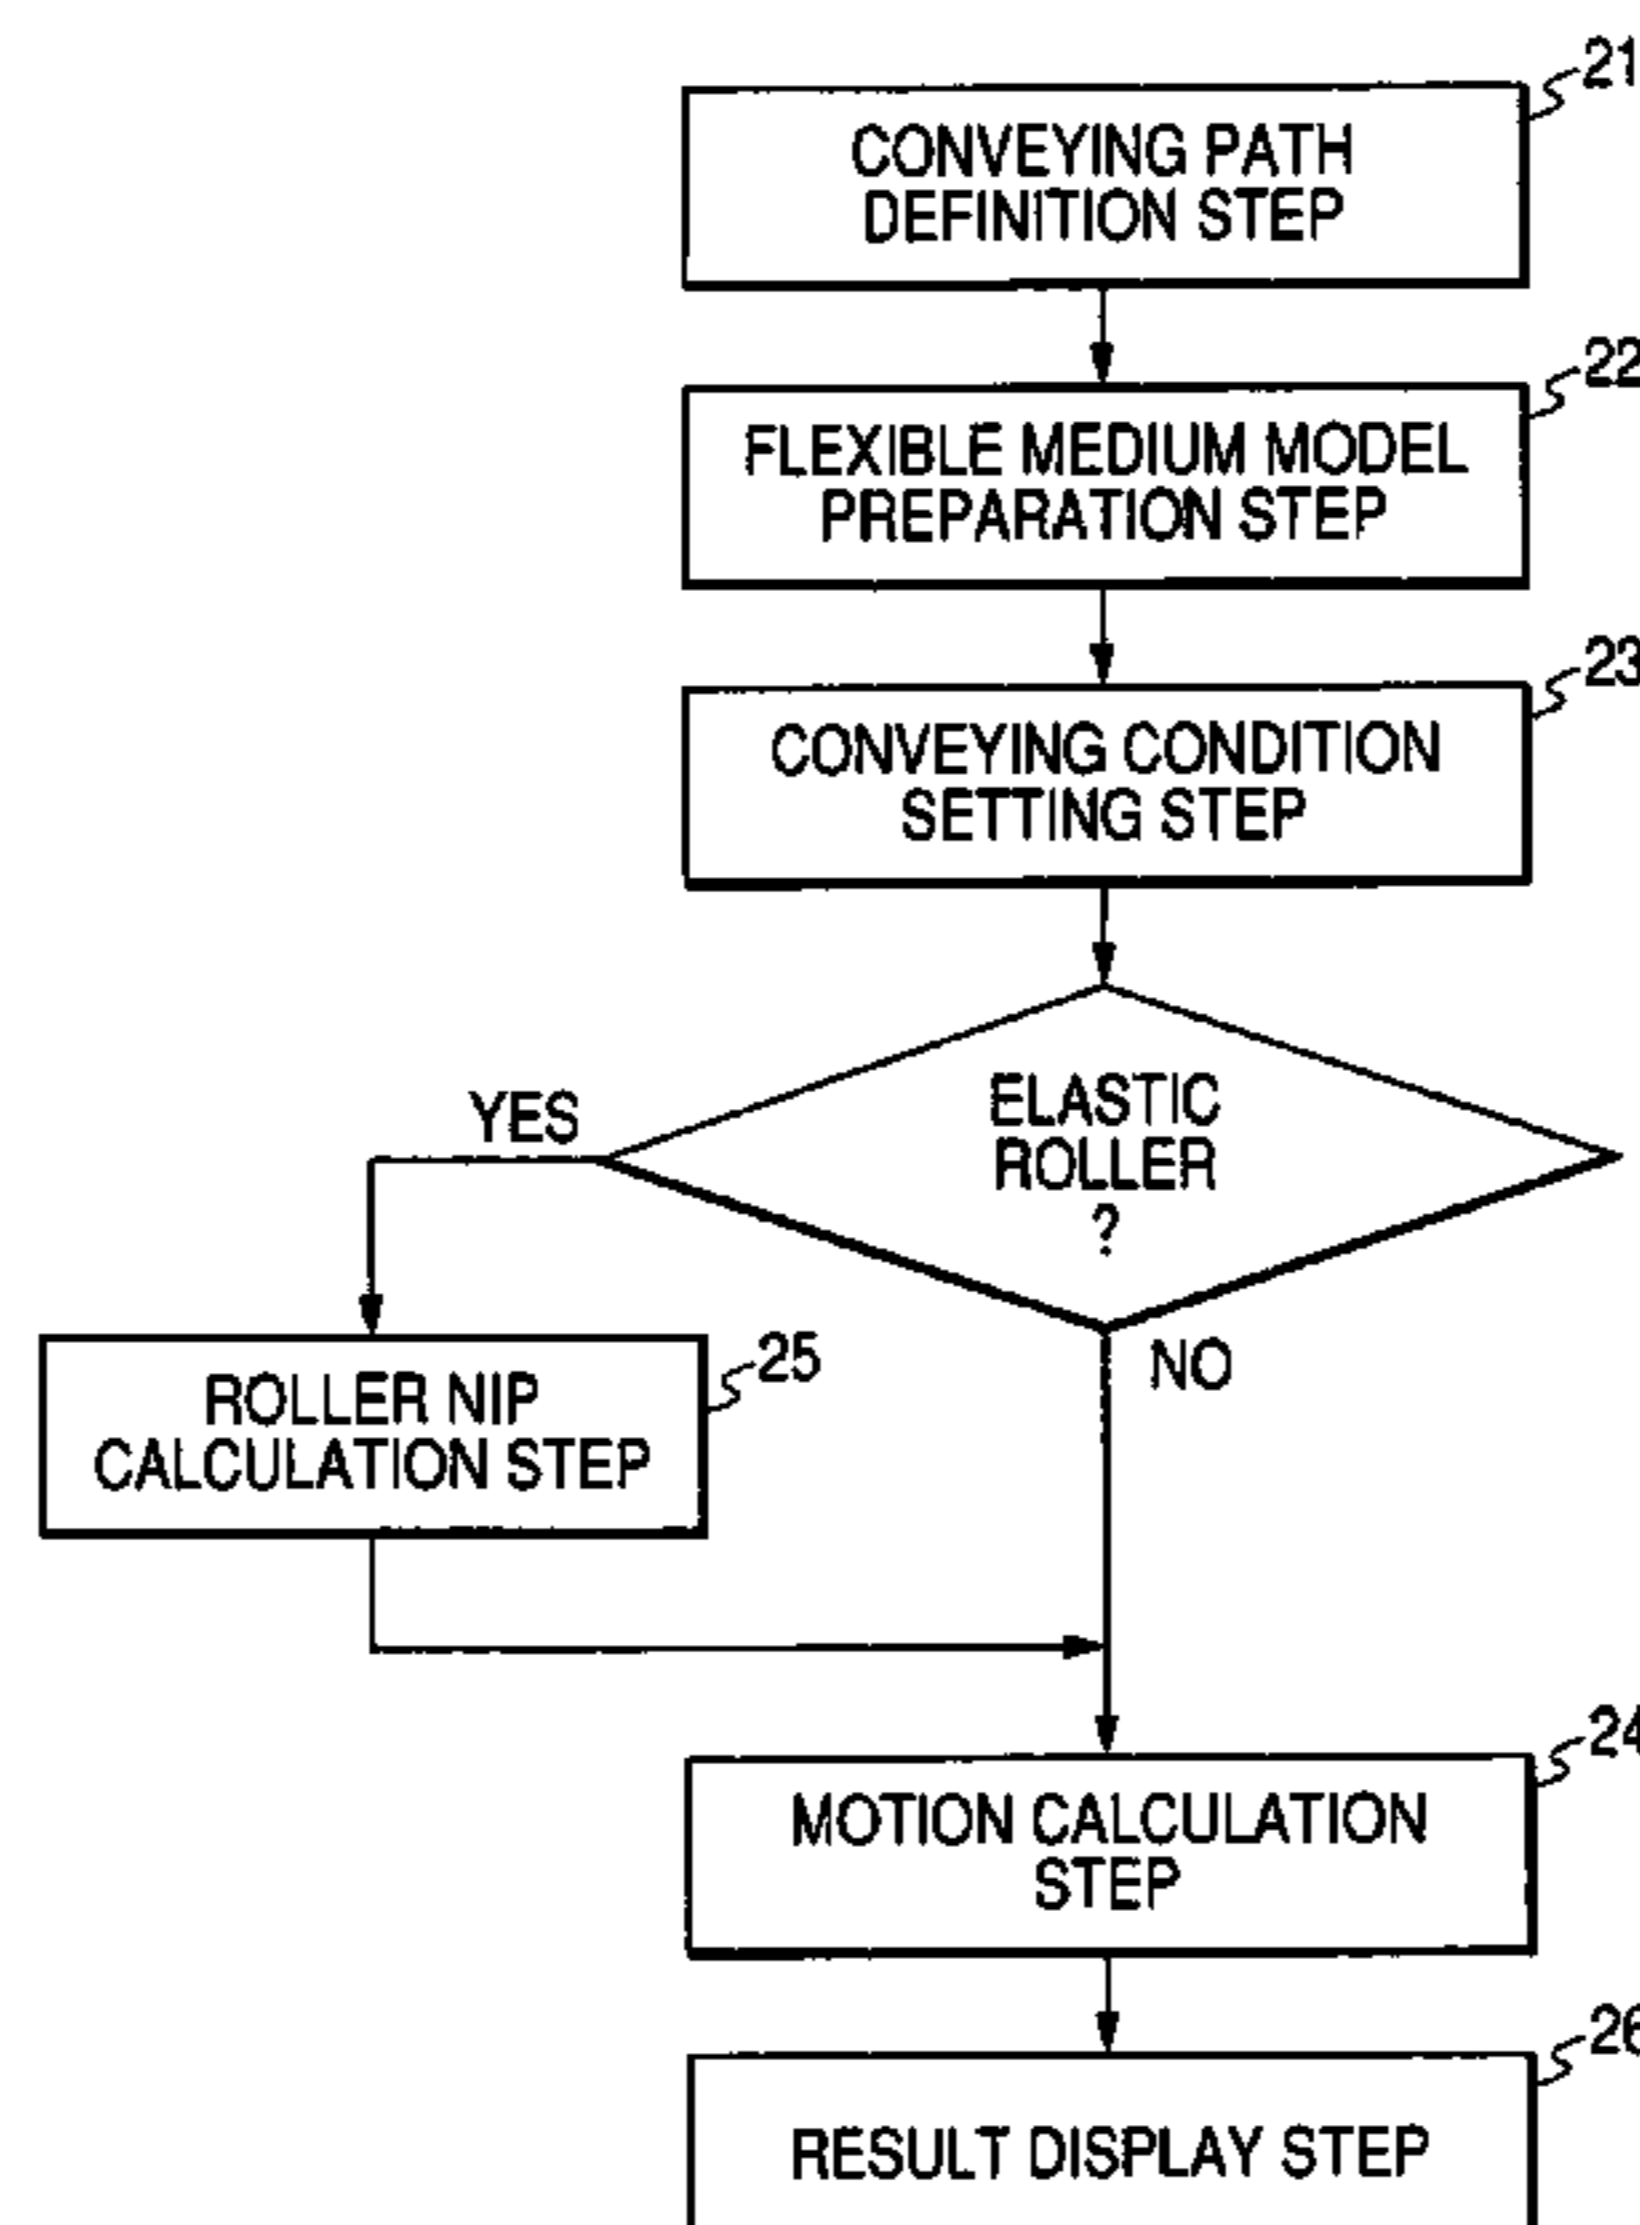 21
CONVEYING PATH
DEFINITION STEP
22
FLEXIBLE MEDIUM MODEL
PREPARATION STEP
23
CONVEYING CONDITION
SETTING STEP
ELASTIC
ROLLER
?
YES
NO
25
ROLLER NIP
CALCULATION STEP
24
MOTION CALCULATION
STEP
26
RESULT DISPLAY STEP